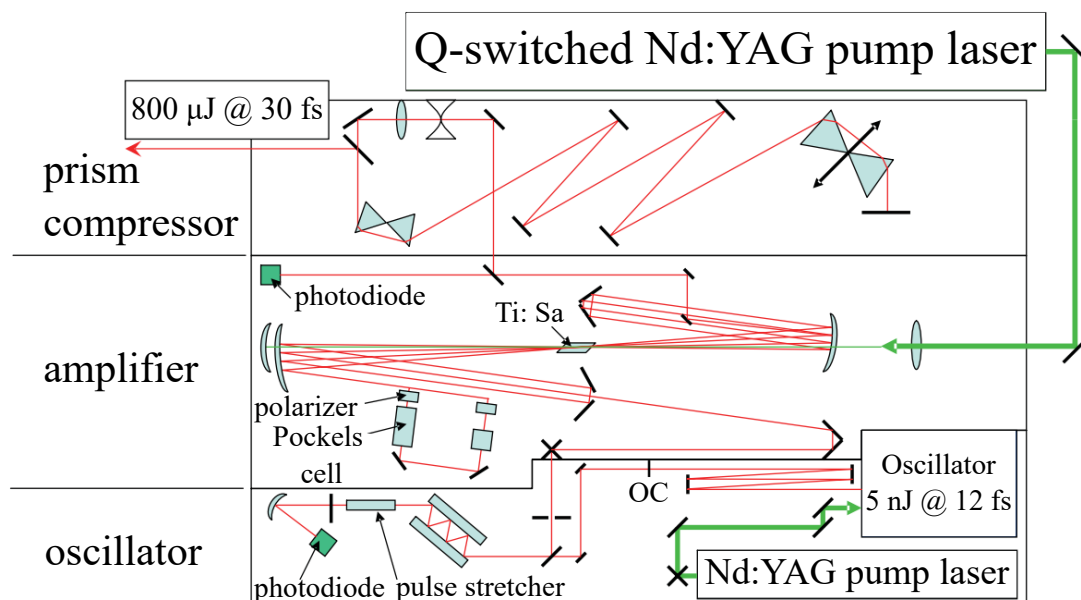 Q-switched Nd:YAG pump laser
800 µJ @ 30 fs
prism
compressor
photodiode
Ti: Sa
amplifier
polarizer
Pockels
cell
OC
Oscillator
5 nJ @ 12 fs
oscillator
photodiode
pulse stretcher
Nd:YAG pump laser